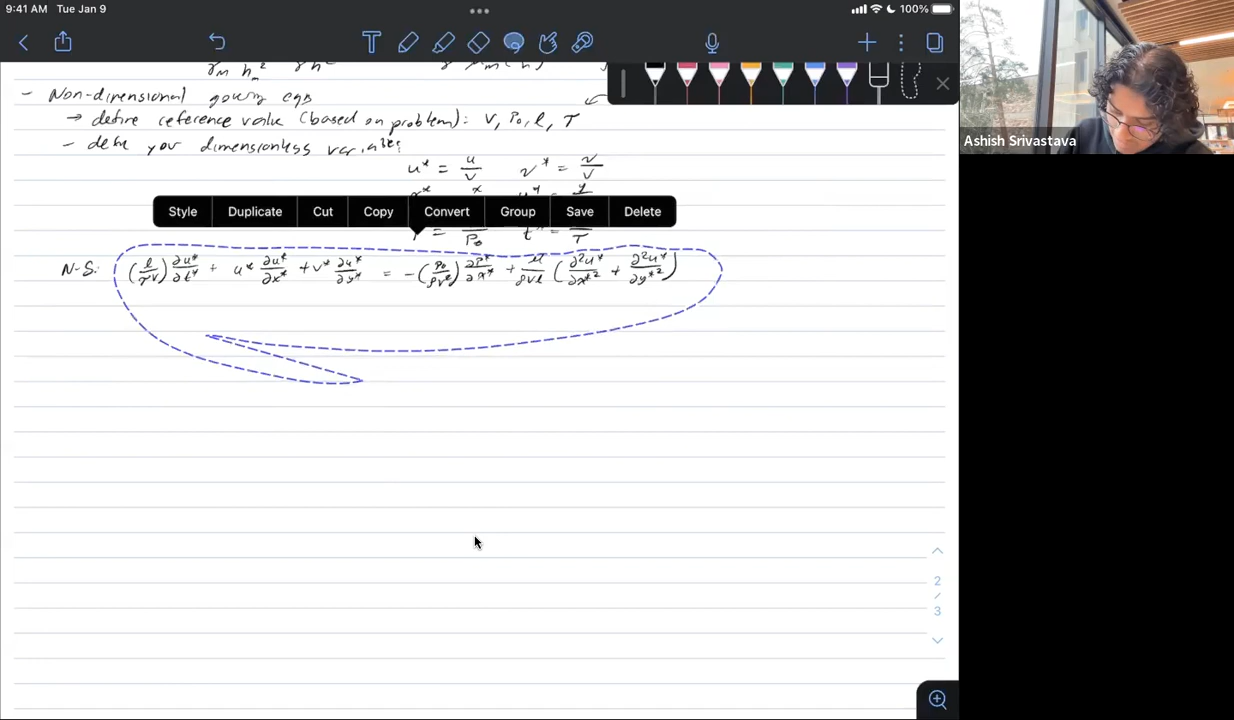 9:41 AM Tue Jan 9
100%
- Non-dimensional eqs
→ define reference value (based on problem): V, P₀, l, τ
- define your dimensionless variables
u* = u/V v* = v/V
Style Duplicate Cut Copy Convert Group Save Delete
N-S: (l/τV) ∂u*/∂t* + u* ∂u*/∂x* + v* ∂u*/∂y* = -(P₀/ρV²) ∂P*/∂x* + μ/ρVl (∂²u*/∂x*² + ∂²u*/∂y*²)
2
/
3
Ashish Srivastava